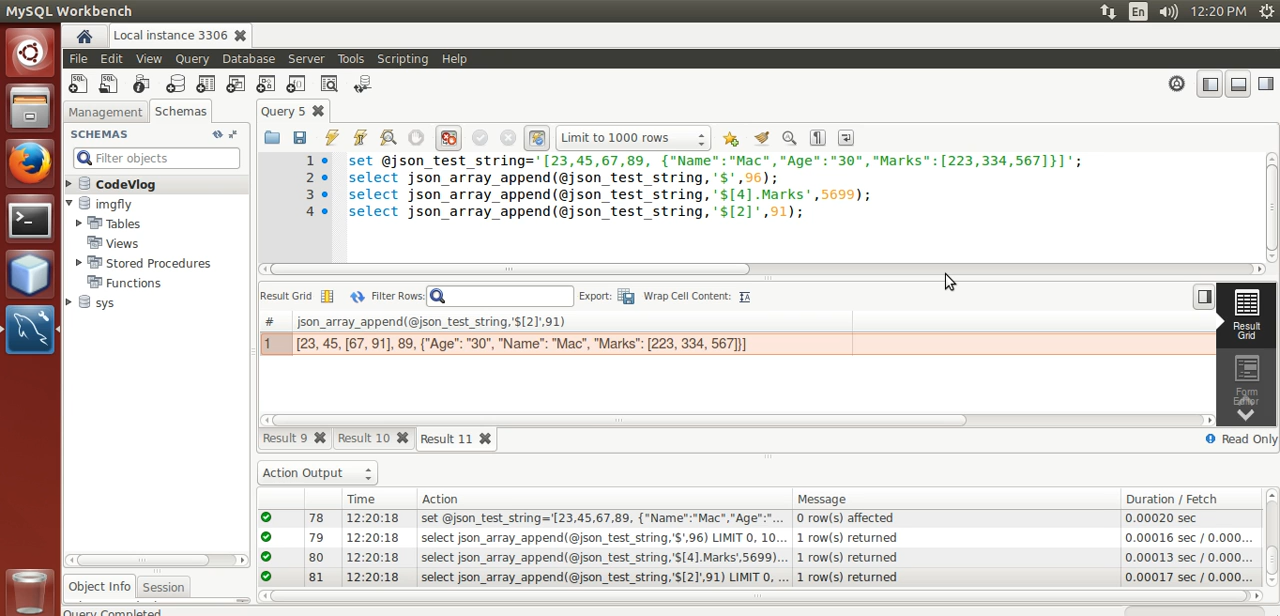 MySQL Workbench
En
12:20 PM
Local instance 3306
File Edit View Query Database Server Tools Scripting Help
Management Schemas
Query 5
SCHEMAS
Filter objects
CodeVlog
imgfly
Tables
Views
Stored Procedures
Functions
sys
Limit to 1000 rows
1 set @json_test_string='[23,45,67,89, {"Name":"Mac","Age":"30","Marks":[223,334,567]}]';
2 select json_array_append(@json_test_string,'$',96);
3 select json_array_append(@json_test_string,'$[4].Marks',5699);
4 select json_array_append(@json_test_string,'$[2]',91);
Result Grid Filter Rows: Export: Wrap Cell Content:
# json_array_append(@json_test_string,'$[2]',91)
1 [23, 45, [67, 91], 89, {"Age": "30", "Name": "Mac", "Marks": [223, 334, 567]}]
Result
Grid
Form
Editor
Result 9 Result 10 Result 11
Read Only
Action Output
Time Action Message Duration / Fetch
78 12:20:18 set @json_test_string='[23,45,67,89, {"Name":"Mac","Age":"... 0 row(s) affected 0.00020 sec
79 12:20:18 select json_array_append(@json_test_string,'$',96) LIMIT 0, 10... 1 row(s) returned 0.00016 sec / 0.000...
80 12:20:18 select json_array_append(@json_test_string,'$[4].Marks',5699)... 1 row(s) returned 0.00013 sec / 0.000...
81 12:20:18 select json_array_append(@json_test_string,'$[2]',91) LIMIT 0, ... 1 row(s) returned 0.00017 sec / 0.000...
Object Info Session
Query Completed